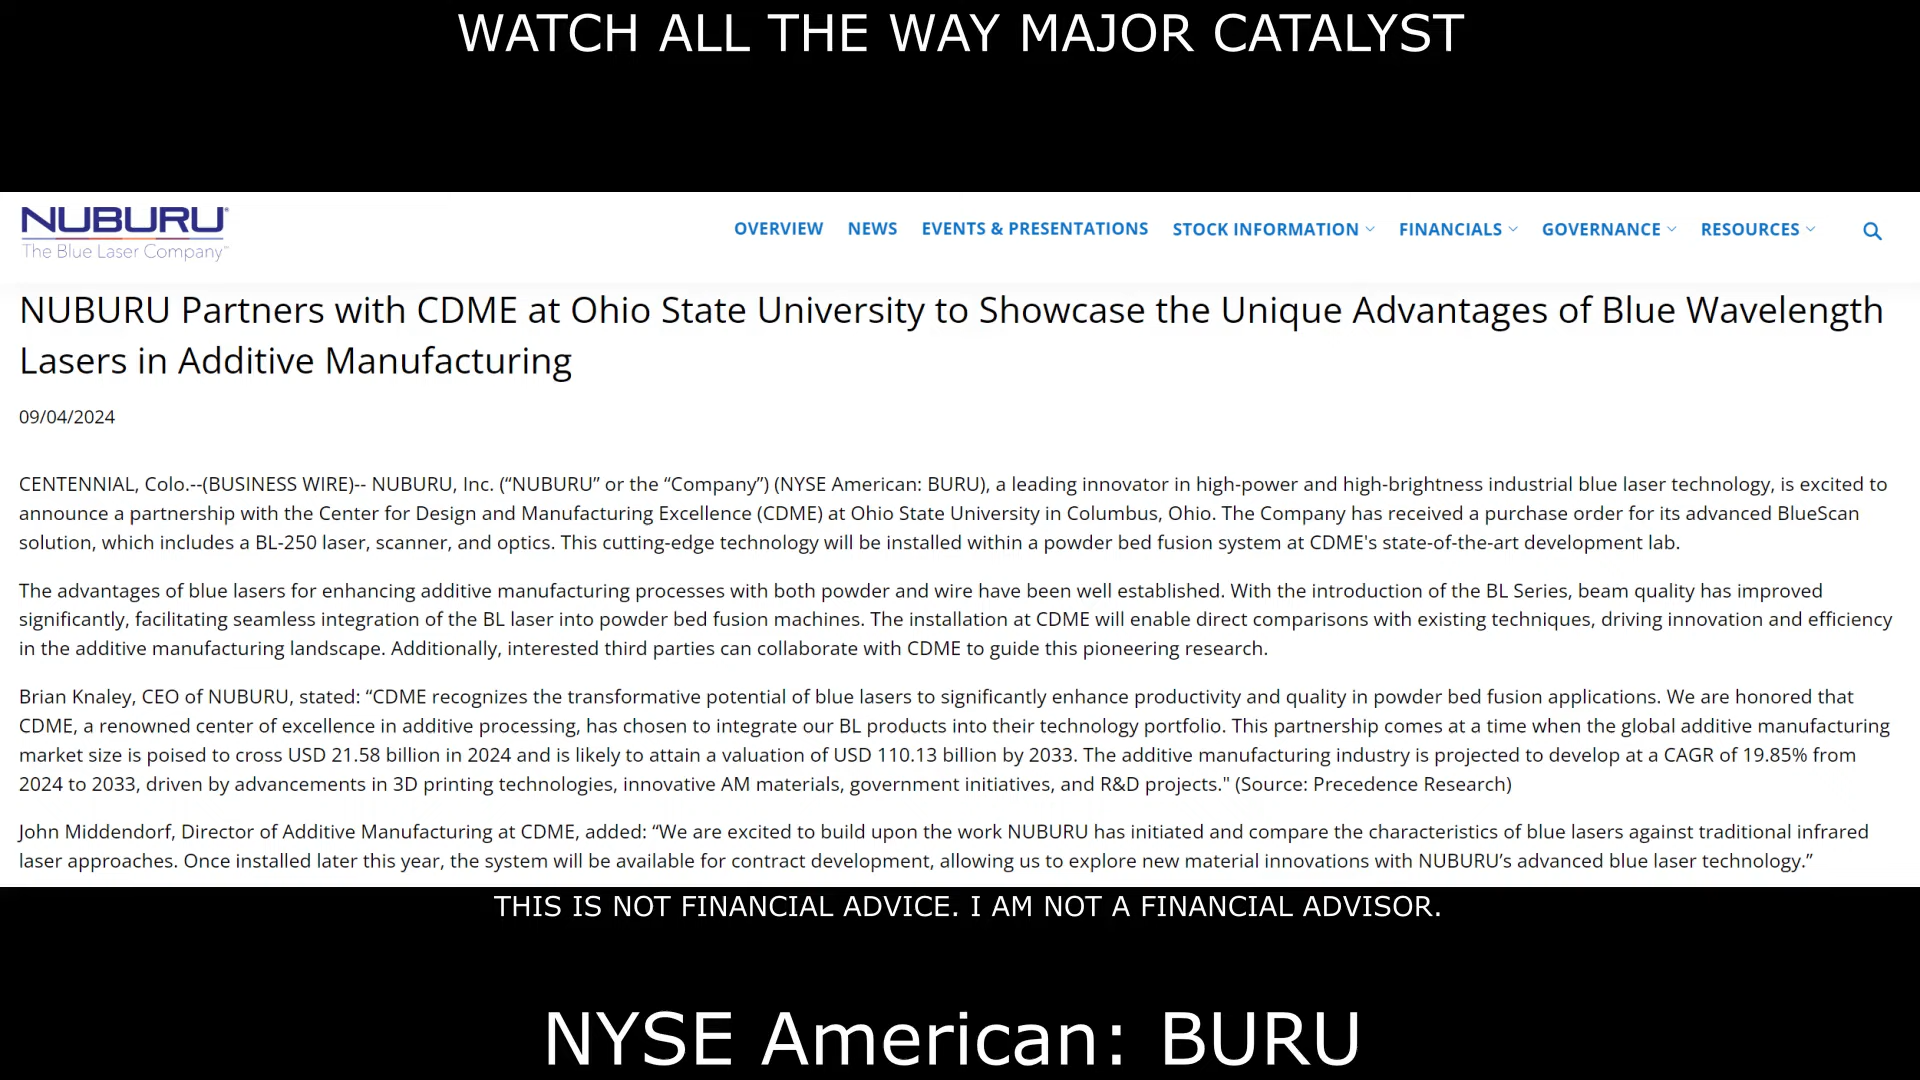 WATCH ALL THE WAY MAJOR CATALYST
NUBURU®
The Blue Laser Company™
OVERVIEW NEWS EVENTS & PRESENTATIONS STOCK INFORMATION FINANCIALS GOVERNANCE RESOURCES
NUBURU Partners with CDME at Ohio State University to Showcase the Unique Advantages of Blue Wavelength
Lasers in Additive Manufacturing
09/04/2024
CENTENNIAL, Colo.--(BUSINESS WIRE)-- NUBURU, Inc. (“NUBURU” or the “Company”) (NYSE American: BURU), a leading innovator in high-power and high-brightness industrial blue laser technology, is excited to
announce a partnership with the Center for Design and Manufacturing Excellence (CDME) at Ohio State University in Columbus, Ohio. The Company has received a purchase order for its advanced BlueScan
solution, which includes a BL-250 laser, scanner, and optics. This cutting-edge technology will be installed within a powder bed fusion system at CDME's state-of-the-art development lab.
The advantages of blue lasers for enhancing additive manufacturing processes with both powder and wire have been well established. With the introduction of the BL Series, beam quality has improved
significantly, facilitating seamless integration of the BL laser into powder bed fusion machines. The installation at CDME will enable direct comparisons with existing techniques, driving innovation and efficiency
in the additive manufacturing landscape. Additionally, interested third parties can collaborate with CDME to guide this pioneering research.
Brian Knaley, CEO of NUBURU, stated: “CDME recognizes the transformative potential of blue lasers to significantly enhance productivity and quality in powder bed fusion applications. We are honored that
CDME, a renowned center of excellence in additive processing, has chosen to integrate our BL products into their technology portfolio. This partnership comes at a time when the global additive manufacturing
market size is poised to cross USD 21.58 billion in 2024 and is likely to attain a valuation of USD 110.13 billion by 2033. The additive manufacturing industry is projected to develop at a CAGR of 19.85% from
2024 to 2033, driven by advancements in 3D printing technologies, innovative AM materials, government initiatives, and R&D projects." (Source: Precedence Research)
John Middendorf, Director of Additive Manufacturing at CDME, added: “We are excited to build upon the work NUBURU has initiated and compare the characteristics of blue lasers against traditional infrared
laser approaches. Once installed later this year, the system will be available for contract development, allowing us to explore new material innovations with NUBURU’s advanced blue laser technology.”
THIS IS NOT FINANCIAL ADVICE. I AM NOT A FINANCIAL ADVISOR.
NYSE American: BURU